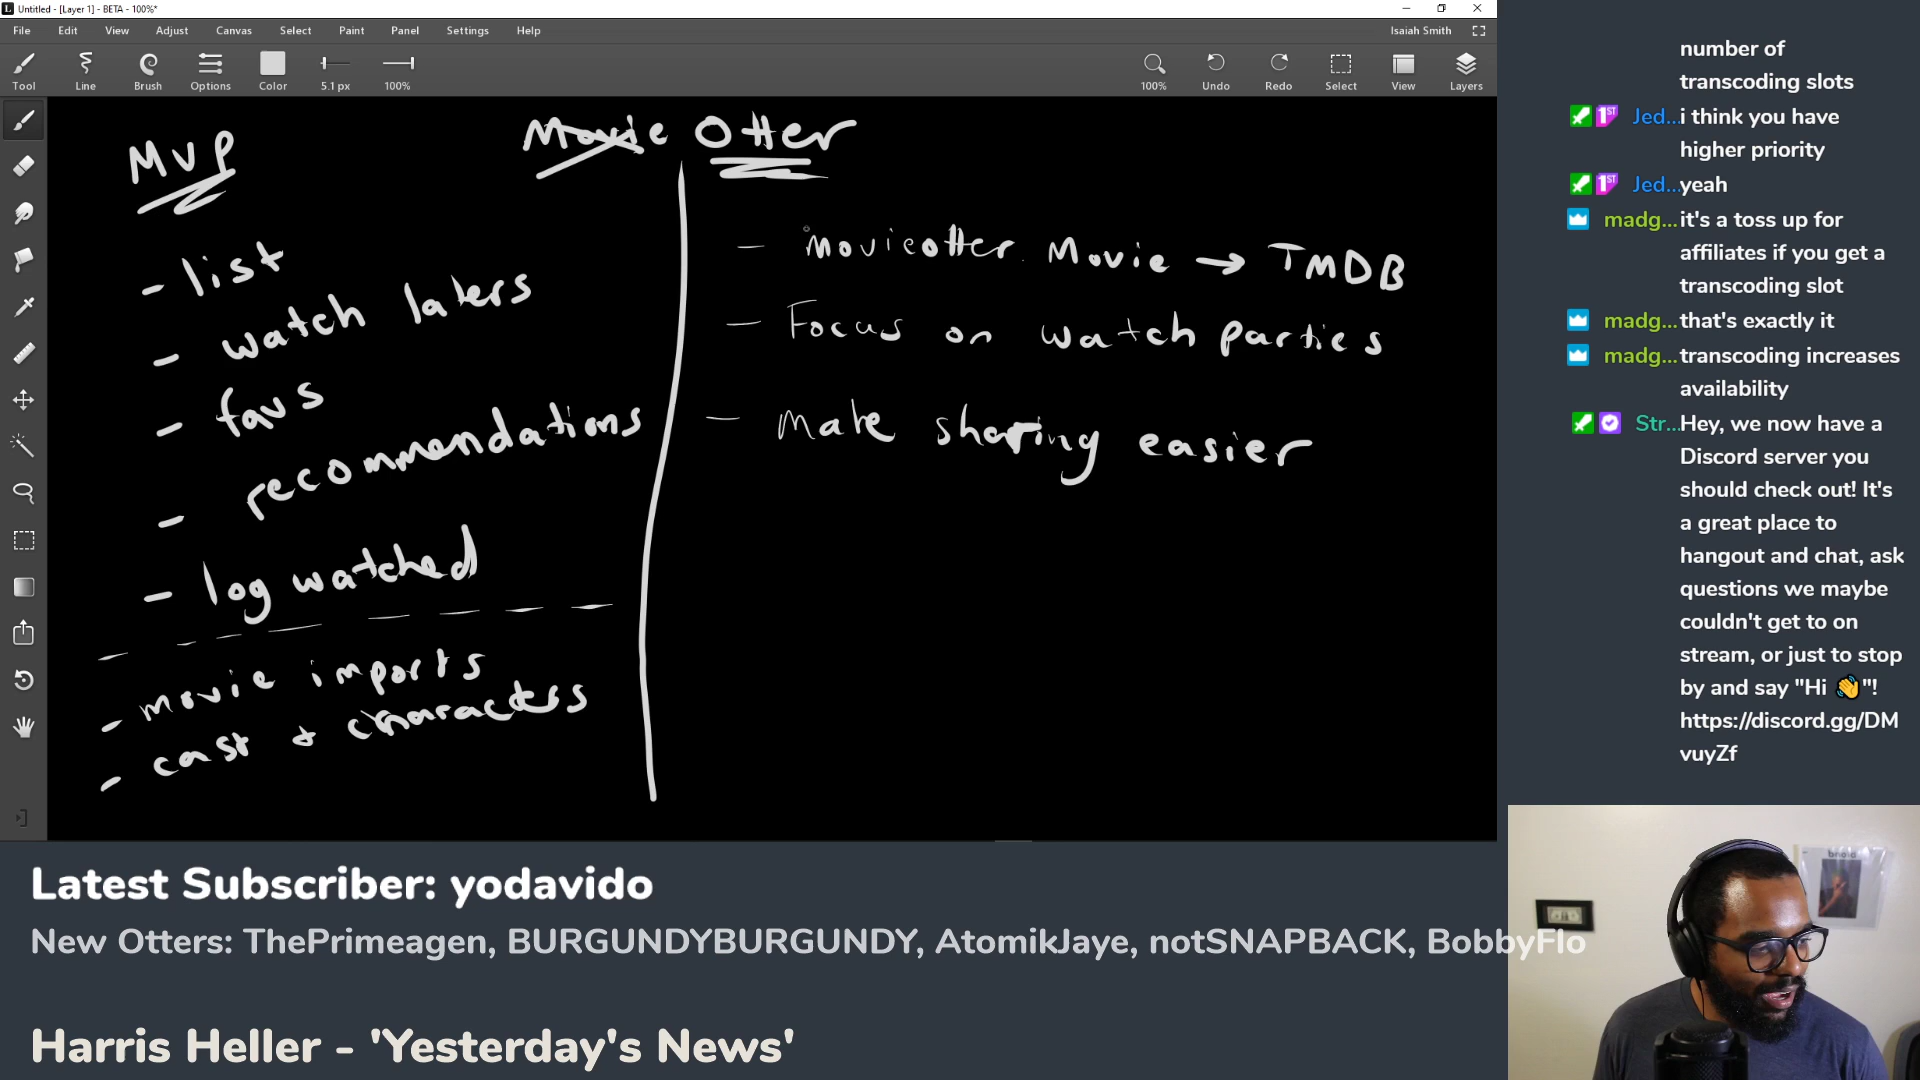 Untitled - [Layer 1] - BETA - 100%*
File Edit View Adjust Canvas Select Paint Panel Settings Help
Isaiah Smith
Tool Line Brush Options Color 5.1 px 100%
100% Undo Redo Select View Layers
Movie Otter
MVP
- list
- watch laters
- favs
- recommendations
- log watched
- movie imports
- cast + characters
- movieotter. Movie → TMDB
- Focus on watch parties
- Make sharing easier
number of
transcoding slots
Jed... i think you have
higher priority
Jed... yeah
madg... it's a toss up for
affiliates if you get a
transcoding slot
madg... that's exactly it
madg... transcoding increases
availability
Str... Hey, we now have a
Discord server you
should check out! It's
a great place to
hangout and chat, ask
questions we maybe
couldn't get to on
stream, or just to stop
by and say "Hi 👋"!
https://discord.gg/DM
vuyZf
Latest Subscriber: yodavido
New Otters: ThePrimeagen, BURGUNDYBURGUNDY, AtomikJaye, notSNAPBACK, BobbyFlo
Harris Heller - 'Yesterday's News'